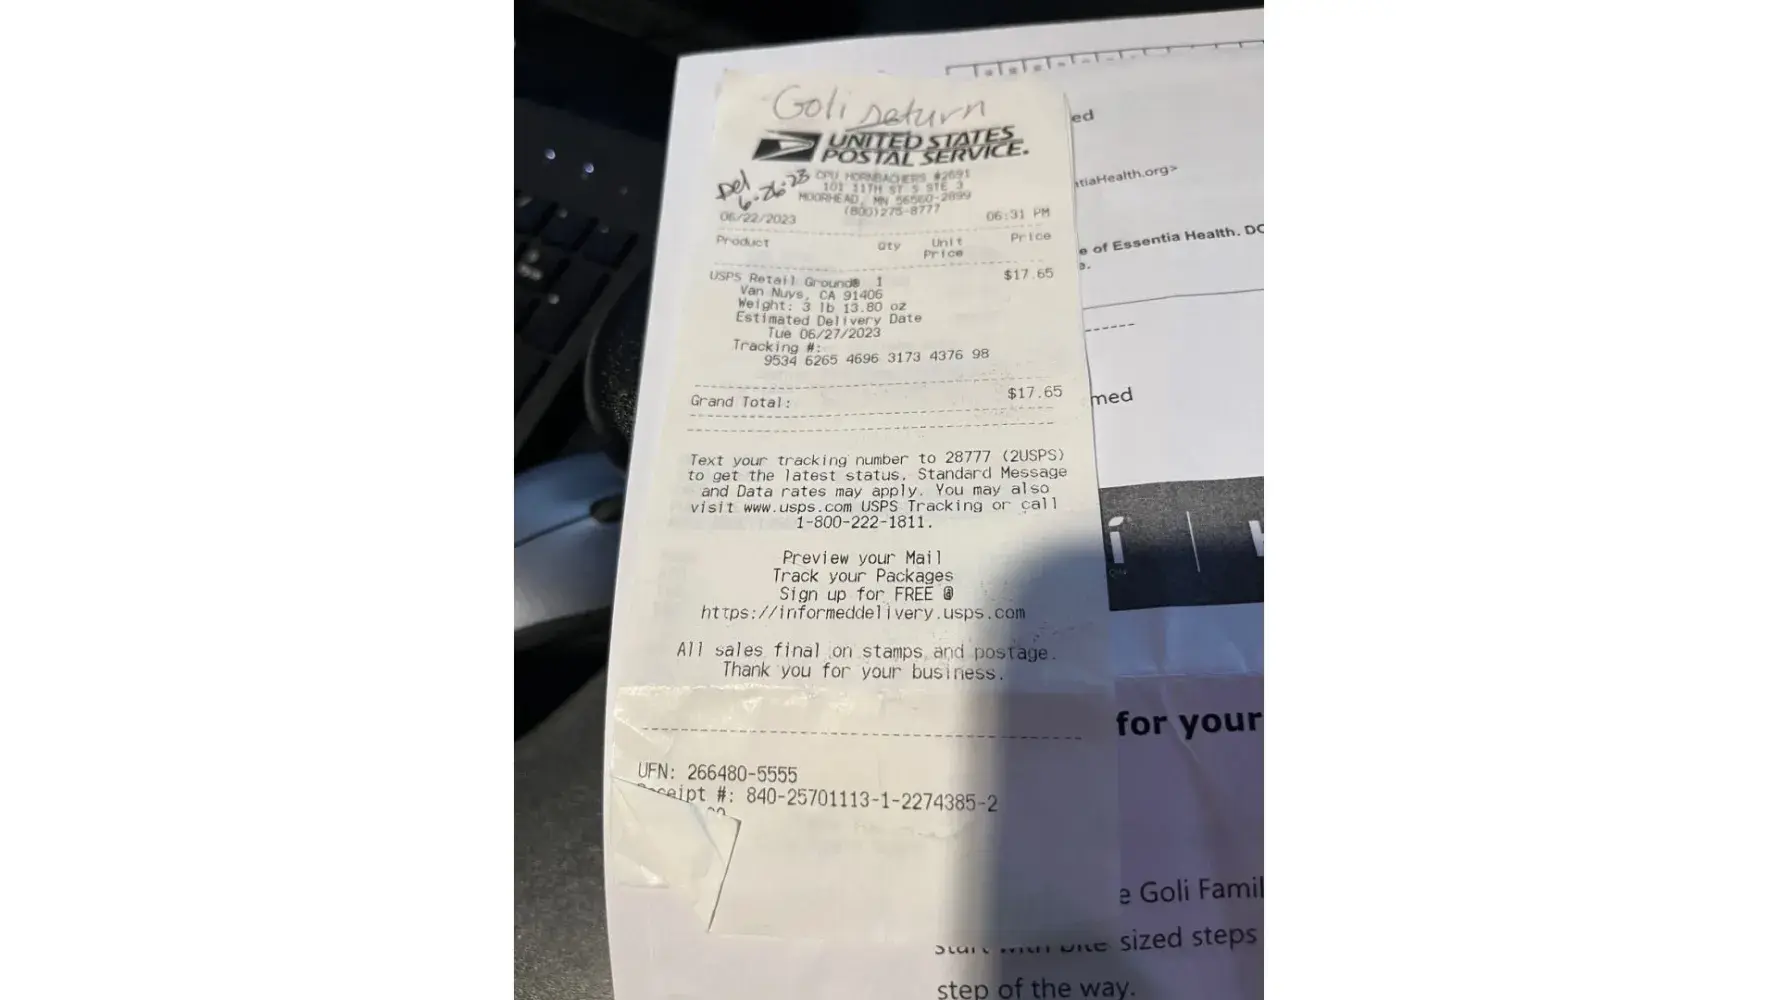 Goli return
UNITED STATES
POSTAL SERVICE.
Del
6-26-23
CPU HORNBACHERS #2691
101 11TH ST S STE 3
MOORHEAD, MN 56560-2899
(800)275-8777
06/22/2023 06:31 PM
Product Qty Unit Price
Price
USPS Retail Ground® 1 $17.65
Van Nuys, CA 91406
Weight: 3 lb 13.80 oz
Estimated Delivery Date
Tue 06/27/2023
Tracking #:
9534 6265 4696 3173 4376 98
Grand Total: $17.65
Text your tracking number to 28777 (2USPS)
to get the latest status. Standard Message
and Data rates may apply. You may also
visit www.usps.com USPS Tracking or call
1-800-222-1811.
Preview your Mail
Track your Packages
Sign up for FREE @
https://informeddelivery.usps.com
All sales final on stamps and postage.
Thank you for your business.
UFN: 266480-5555
Receipt #: 840-25701113-1-2274385-2
ed
tiaHealth.org>
e of Essentia Health. DO
e.
med
i
for your
e Goli Famil
start with bite-sized steps
step of the way.